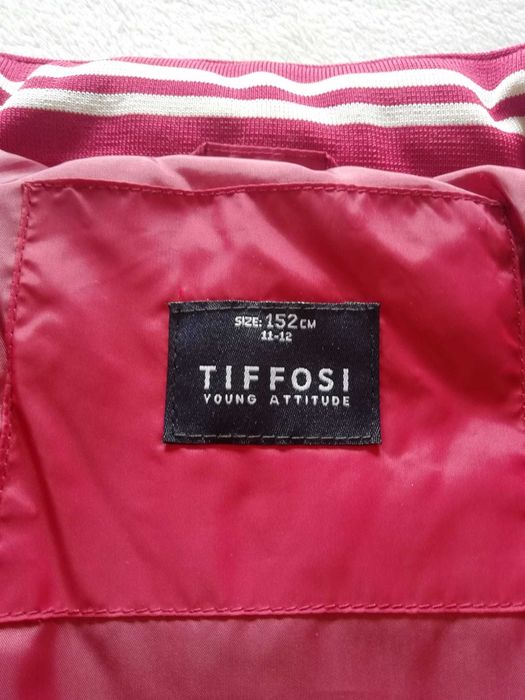 SIZE: 152 CM
11-12
TIFFOSI
YOUNG ATTITUDE